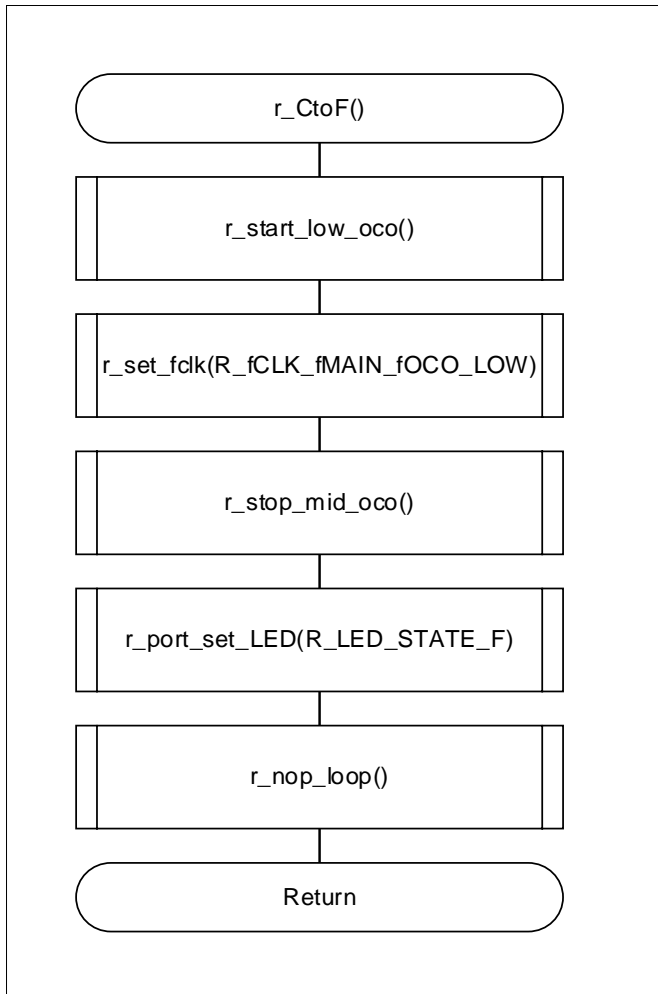 r_CtoF()
r_start_low_oco()
r_set_fclk(R_fCLK_fMAIN_fOCO_LOW)
r_stop_mid_oco()
r_port_set_LED(R_LED_STATE_F)
r_nop_loop()
Return